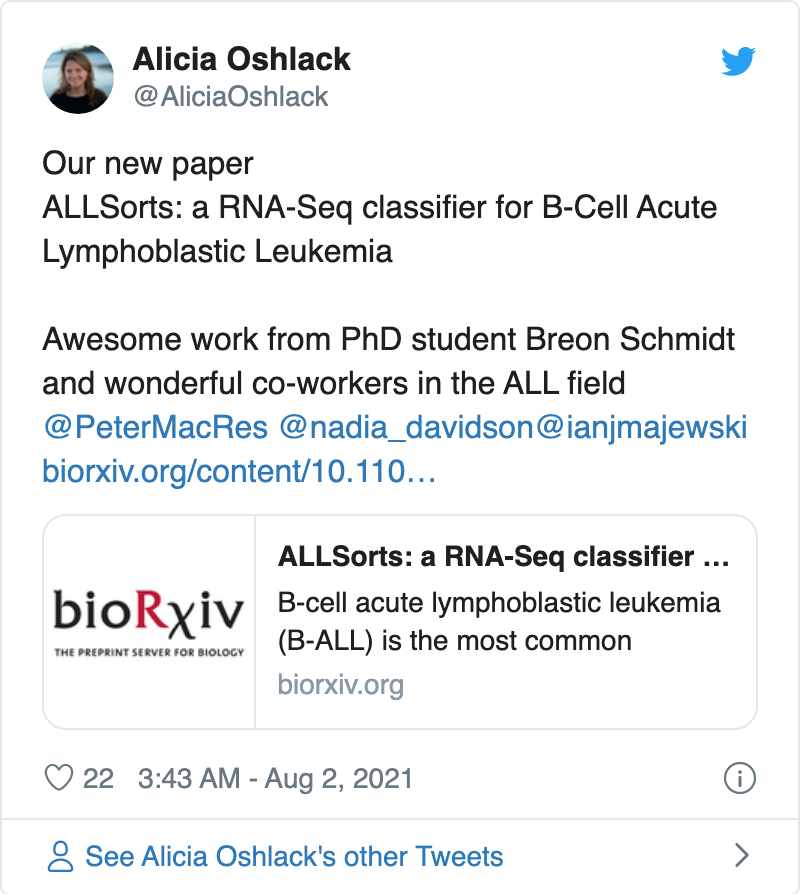 Alicia Oshlack
@AliciaOshlack
Our new paper
ALLSorts: a RNA-Seq classifier for B-Cell Acute
Lymphoblastic Leukemia
Awesome work from PhD student Breon Schmidt
and wonderful co-workers in the ALL field
@PeterMacRes @nadia_davidson@ianjmajewski
biorxiv.org/content/10.110…
bioRxiv
THE PREPRINT SERVER FOR BIOLOGY
ALLSorts: a RNA-Seq classifier …
B-cell acute lymphoblastic leukemia
(B-ALL) is the most common
biorxiv.org
22 3:43 AM - Aug 2, 2021
See Alicia Oshlack's other Tweets